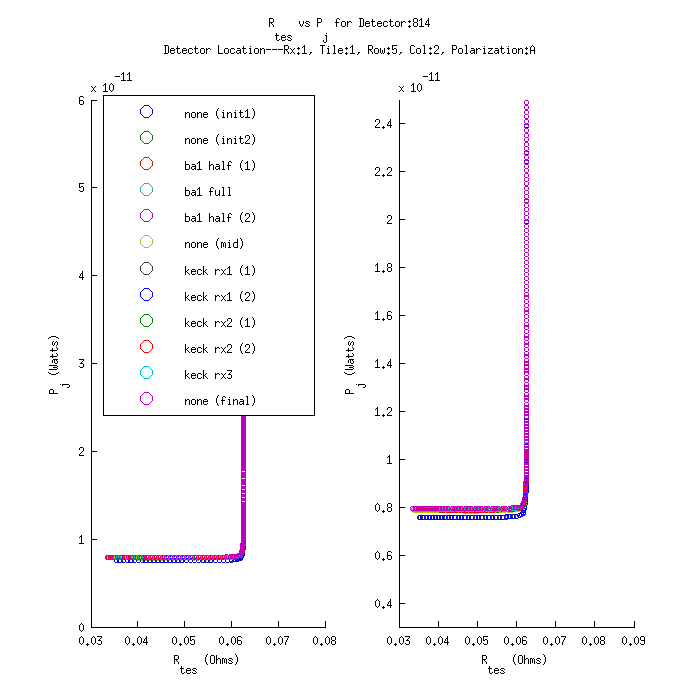 R    vs P  for Detector:814
tes    j
Detector Location---Rx:1, Tile:1, Row:5, Col:2, Polarization:A
x 10-11
6
5
4
3
2
1
0
none (init1)
none (init2)
ba1 half (1)
ba1 full
ba1 half (2)
none (mid)
keck rx1 (1)
keck rx1 (2)
keck rx2 (1)
keck rx2 (2)
keck rx3
none (final)
Pj (Watts)
0.03 0.04 0.05 0.06 0.07 0.08
Rtes (Ohms)
x 10-11
2.4
2.2
2
1.8
1.6
1.4
1.2
1
0.8
0.6
0.4
Pj (Watts)
0.03 0.04 0.05 0.06 0.07 0.08 0.09
Rtes (Ohms)